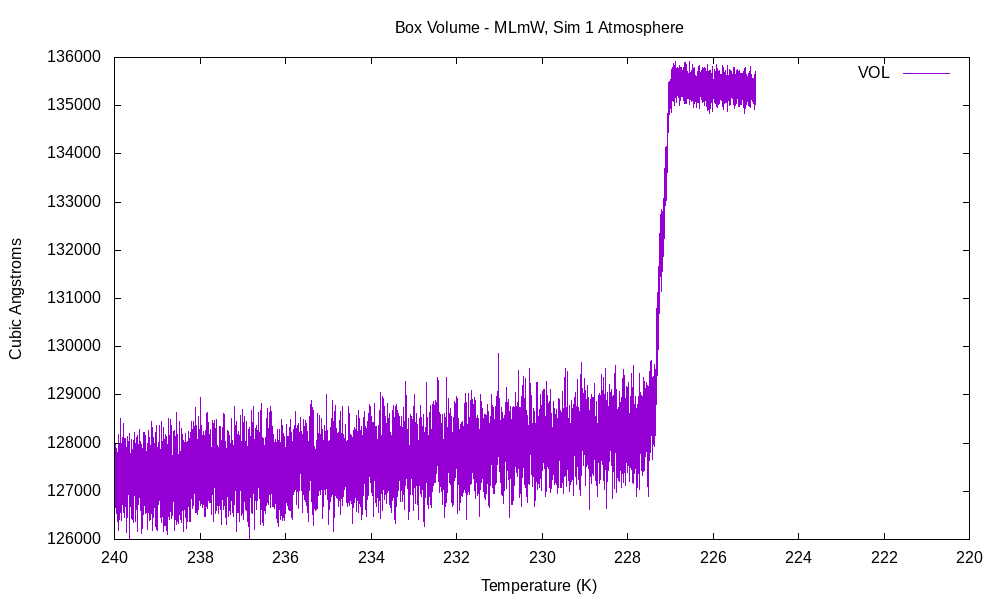 Box Volume - MLmW, Sim 1 Atmosphere
VOL
136000
135000
134000
133000
132000
131000
130000
129000
128000
127000
126000
Cubic Angstroms
240 238 236 234 232 230 228 226 224 222 220
Temperature (K)